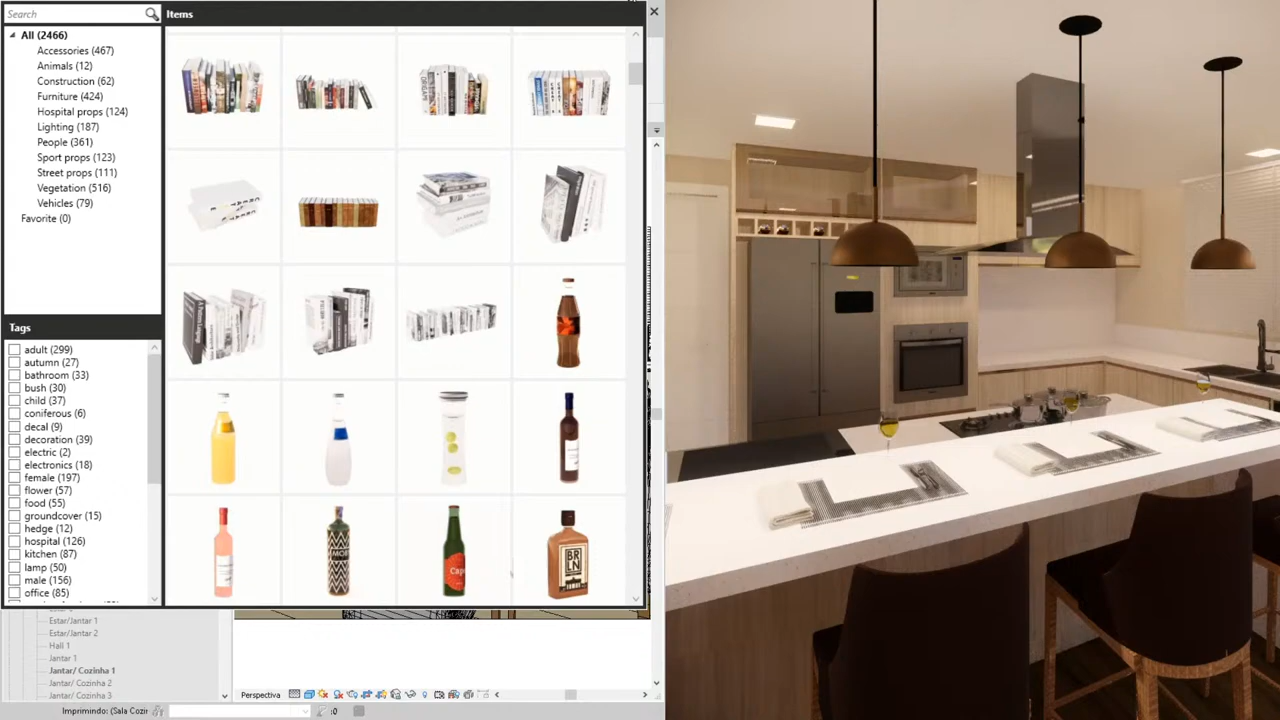 Search
Items
All (2466)
Accessories (467)
Animals (12)
Construction (62)
Furniture (424)
Hospital props (124)
Lighting (187)
People (361)
Sport props (123)
Street props (111)
Vegetation (516)
Vehicles (79)
Favorite (0)
Tags
adult (299)
autumn (27)
bathroom (33)
bush (30)
child (37)
coniferous (6)
decal (9)
decoration (39)
electric (2)
electronics (18)
female (197)
flower (57)
food (55)
groundcover (15)
hedge (12)
hospital (126)
kitchen (87)
lamp (50)
male (156)
office (85)
BR
LN
Estar/Jantar 1
Estar/Jantar 2
Hall 1
Jantar 1
Jantar/ Cozinha 1
Jantar/ Cozinha 2
Jantar/ Cozinha 3
Perspectiva
Imprimindo: (Sala Cozir
:0